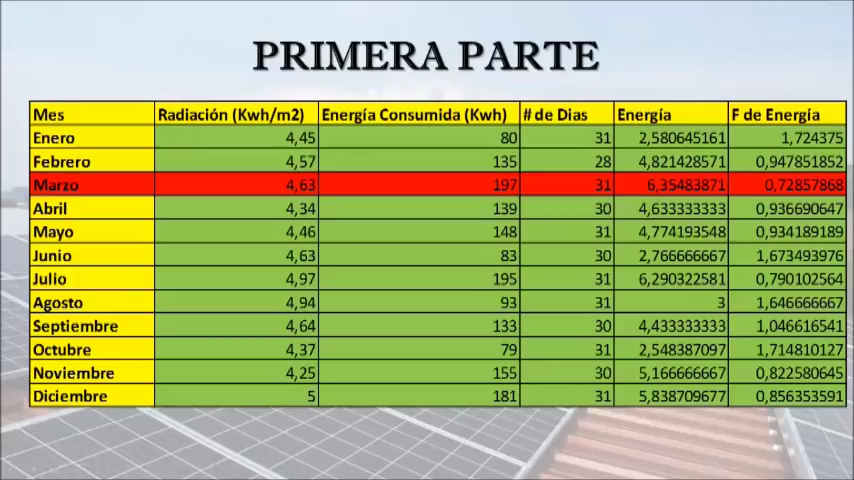 PRIMERA PARTE
Mes Radiación (Kwh/m2) Energía Consumida (Kwh) # de Dias Energía F de Energía
Enero 4,45 80 31 2,580645161 1,724375
Febrero 4,57 135 28 4,821428571 0,947851852
Marzo 4,63 197 31 6,35483871 0,72857868
Abril 4,34 139 30 4,633333333 0,936690647
Mayo 4,46 148 31 4,774193548 0,934189189
Junio 4,63 83 30 2,766666667 1,673493976
Julio 4,97 195 31 6,290322581 0,790102564
Agosto 4,94 93 31 3 1,646666667
Septiembre 4,64 133 30 4,433333333 1,046616541
Octubre 4,37 79 31 2,548387097 1,714810127
Noviembre 4,25 155 30 5,166666667 0,822580645
Diciembre 5 181 31 5,838709677 0,856353591